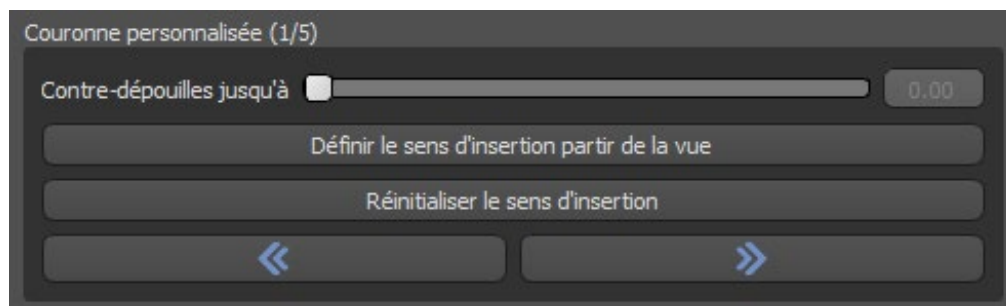 Couronne personnalisée (1/5)
Contre-dépouilles jusqu'à 0.00
Définir le sens d'insertion partir de la vue
Réinitialiser le sens d'insertion